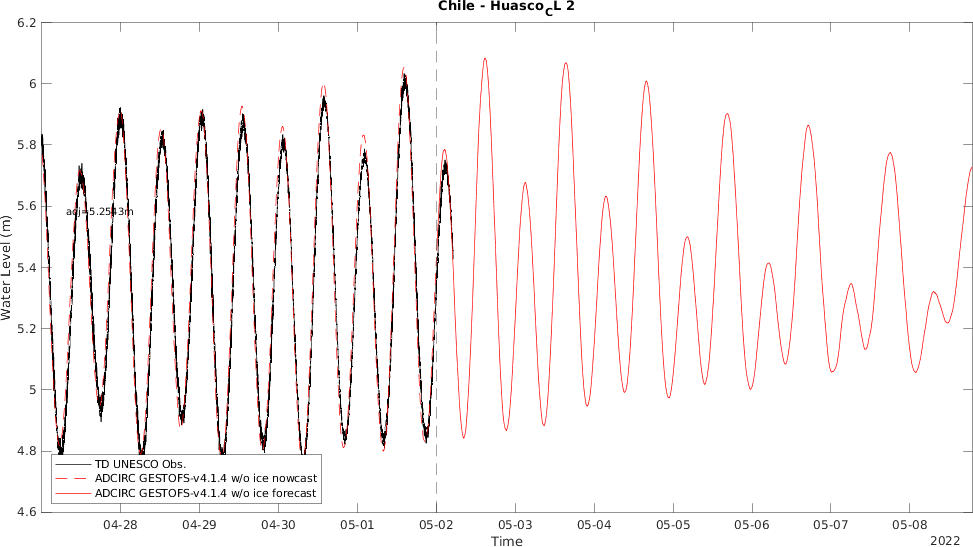 Chile - HuascoCL 2
6.2
6
5.8
5.6
5.4
5.2
5
4.8
4.6
Water Level (m)
adj=5.2543m
TD UNESCO Obs.
ADCIRC GESTOFS-v4.1.4 w/o ice nowcast
ADCIRC GESTOFS-v4.1.4 w/o ice forecast
04-28 04-29 04-30 05-01 05-02 05-03 05-04 05-05 05-06 05-07 05-08
Time
2022